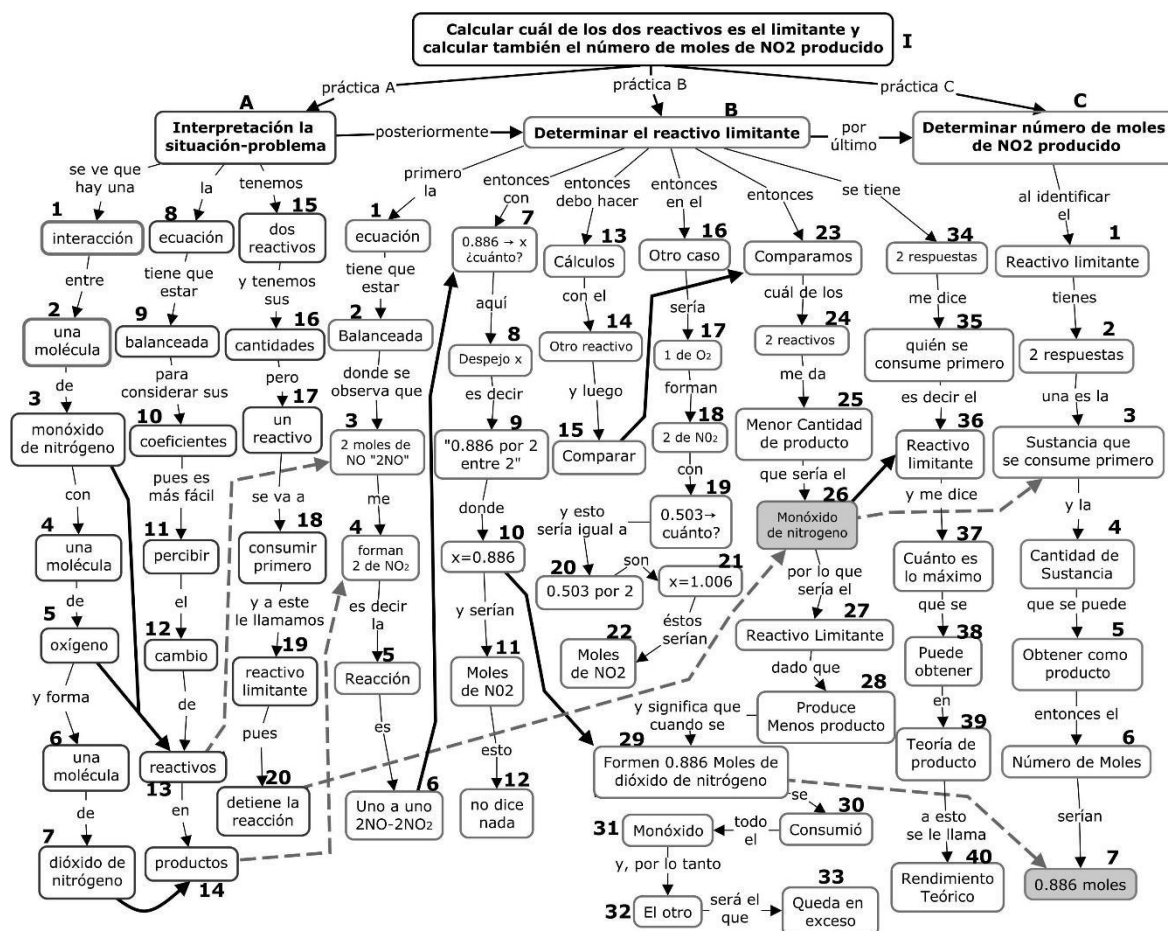 Calcular cuál de los dos reactivos es el limitante y
calcular también el número de moles de NO2 producido
I
práctica A
práctica B
práctica C
A
Interpretación la
situación-problema
posteriormente
B
Determinar el reactivo limitante
por
último
C
Determinar número de moles
de NO2 producido
se ve que
hay una
1
interacción
entre
2
una
molécula
de
3
monóxido
de nitrógeno
con
4
una
molécula
de
5
oxígeno
y forma
6
una
molécula
de
7
dióxido de
nitrógeno
la
8
ecuación
tiene que
estar
9
balanceada
para
considerar sus
10
coeficientes
pues es
más fácil
11
percibir
el
12
cambio
de
reactivos
13
en
productos
14
tenemos
15
dos
reactivos
y tenemos
sus
16
cantidades
pero
17
un
reactivo
se va a
18
consumir
primero
y a este
le llamamos
19
reactivo
limitante
pues
20
detiene la
reacción
primero
la
1
ecuación
tiene que
estar
2
Balanceada
donde se
observa que
3
2 moles de
NO "2NO"
me
4
forman
2 de NO₂
es decir
la
5
Reacción
es
6
Uno a uno
2NO-2NO₂
entonces
con
7
0.886 → x
¿cuánto?
aquí
8
Despejo x
es decir
9
"0.886 por 2
entre 2"
donde
10
x=0.886
y serían
11
Moles
de N02
esto
12
no dice
nada
entonces
debo hacer
13
Cálculos
con el
14
Otro reactivo
y luego
15
Comparar
entonces
en el
16
Otro caso
sería
17
1 de O₂
forman
18
2 de N0₂
con
19
0.503→
cuánto?
y esto
sería igual a
20
0.503 por 2
son
21
x=1.006
éstos
serían
22
Moles
de NO2
entonces
23
Comparamos
cuál de los
24
2 reactivos
me da
25
Menor Cantidad
de producto
que sería el
26
Monóxido
de nitrogeno
por lo que
sería el
27
Reactivo Limitante
dado que
28
Produce
Menos producto
y significa que
cuando se
29
Formen 0.886 Moles de
dióxido de nitrógeno
se
30
Consumió
todo
el
31
Monóxido
y, por lo tanto
32
El otro
será el
que
33
Queda en
exceso
se tiene
34
2 respuestas
me dice
35
quién se
consume primero
es decir el
36
Reactivo
limitante
y me dice
37
Cuánto es
lo máximo
que se
38
Puede
obtener
en
39
Teoría de
producto
a esto
se le llama
40
Rendimiento
Teórico
al identificar
el
1
Reactivo limitante
tienes
2
2 respuestas
una es la
3
Sustancia que
se consume primero
y la
4
Cantidad de
Sustancia
que se puede
5
Obtener como
producto
entonces el
6
Número de Moles
serían
7
0.886 moles